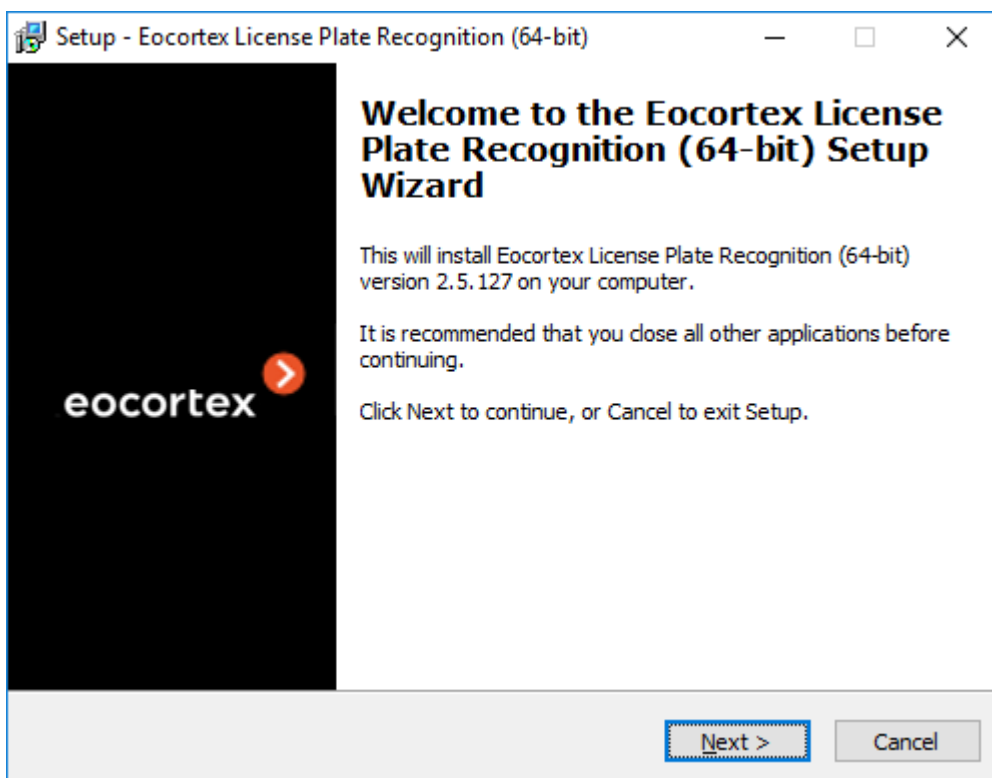 Setup - Eocortex License Plate Recognition (64-bit)
Welcome to the Eocortex License
Plate Recognition (64-bit) Setup
Wizard
This will install Eocortex License Plate Recognition (64-bit)
version 2.5.127 on your computer.
It is recommended that you close all other applications before
continuing.
Click Next to continue, or Cancel to exit Setup.
eocortex
Next >
Cancel